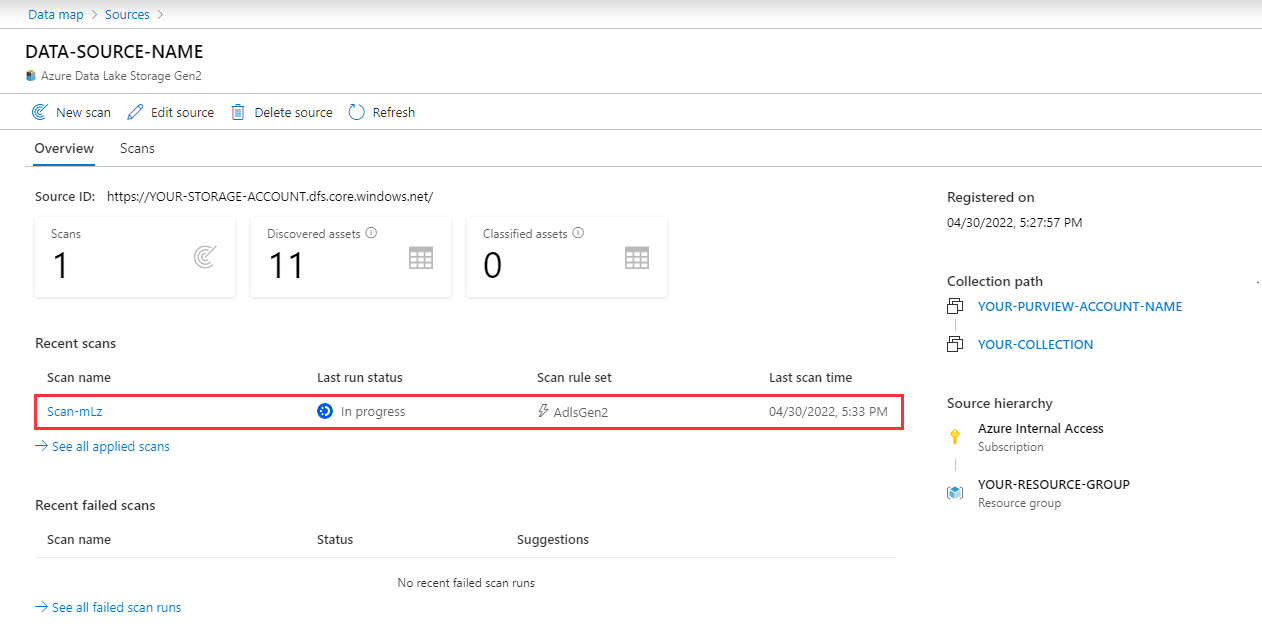 Data map > Sources >
DATA-SOURCE-NAME
Azure Data Lake Storage Gen2
New scan Edit source Delete source Refresh
Overview Scans
Source ID: https://YOUR-STORAGE-ACCOUNT.dfs.core.windows.net/
Scans
1
Discovered assets
11
Classified assets
0
Recent scans
Scan name Last run status Scan rule set Last scan time
Scan-mLz In progress AdlsGen2 04/30/2022, 5:33 PM
See all applied scans
Recent failed scans
Scan name Status Suggestions
No recent failed scan runs
See all failed scan runs
Registered on
04/30/2022, 5:27:57 PM
Collection path
YOUR-PURVIEW-ACCOUNT-NAME
YOUR-COLLECTION
Source hierarchy
Azure Internal Access
Subscription
YOUR-RESOURCE-GROUP
Resource group